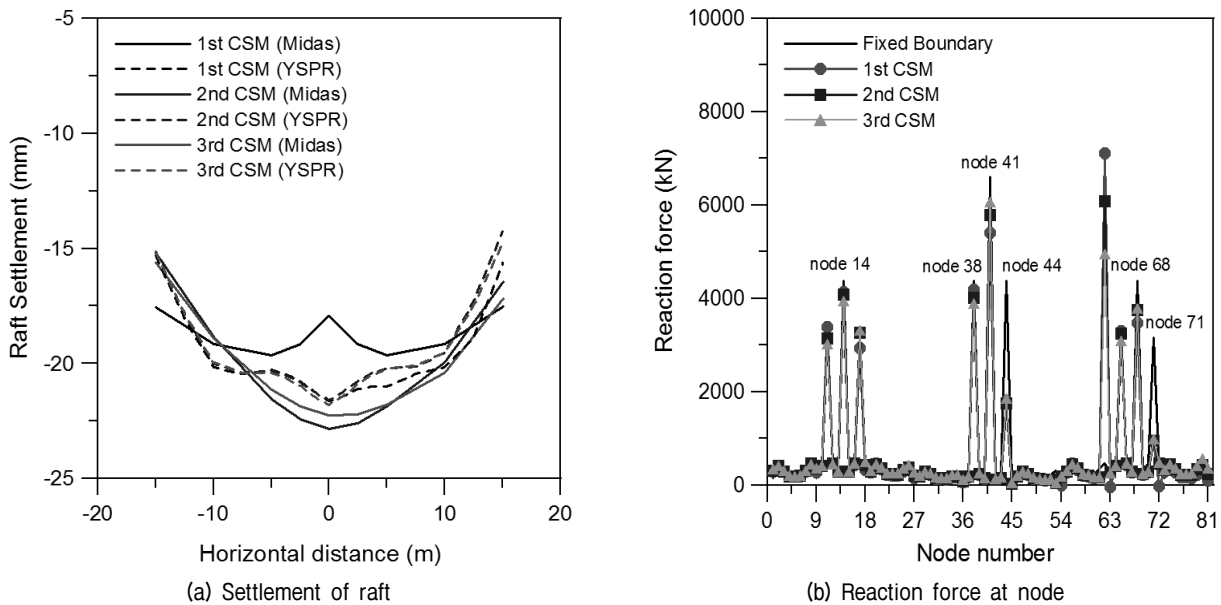 -5
-10
-15
-20
-25
Raft Settlement (mm)
1st CSM (Midas)
1st CSM (YSPR)
2nd CSM (Midas)
2nd CSM (YSPR)
3rd CSM (Midas)
3rd CSM (YSPR)
-20 -10 0 10 20
Horizontal distance (m)
(a) Settlement of raft
10000
8000
6000
4000
2000
0
Reaction force (kN)
Fixed Boundary
1st CSM
2nd CSM
3rd CSM
node 41
node 14
node 38
node 44
node 68
node 71
0 9 18 27 36 45 54 63 72 81
Node number
(b) Reaction force at node